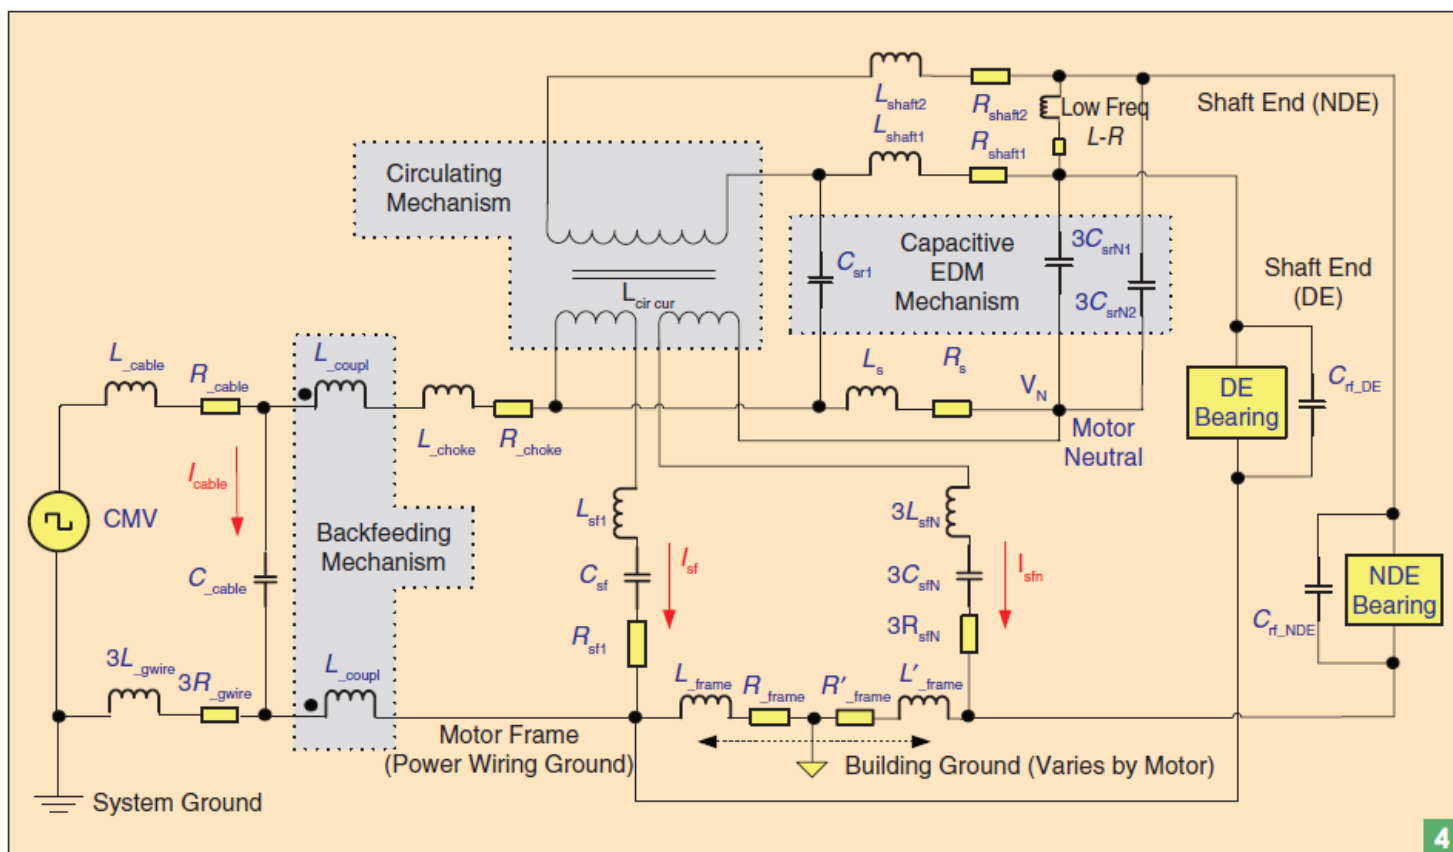 L_shaft2
R_shaft2
Low Freq
L-R
Shaft End (NDE)
L_shaft1
R_shaft1
Circulating
Mechanism
L_cir cur
C_sr1
Capacitive
EDM
Mechanism
3C_srN1
3C_srN2
Shaft End
(DE)
L_cable
R_cable
L_coupl
L_choke
R_choke
L_s
R_s
V_N
Motor
Neutral
DE
Bearing
C_rf_DE
CMV
I_cable
C_cable
Backfeeding
Mechanism
L_sf1
C_sf
R_sf1
I_sf
3L_sfN
3C_sfN
3R_sfN
I_sfn
C_rf_NDE
NDE
Bearing
3L_gwire
3R_gwire
L_coupl
L_frame
R_frame
R'_frame
L'_frame
Motor Frame
(Power Wiring Ground)
Building Ground (Varies by Motor)
System Ground
4